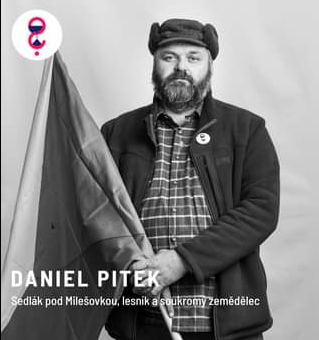 DANIEL PITEK
Sedlák pod Milešovkou, lesník a soukromý zemědělec